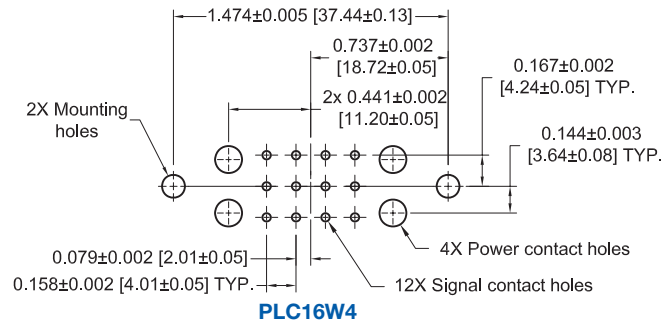 1.474±0.005 [37.44±0.13]
0.737±0.002
[18.72±0.05]
0.167±0.002
[4.24±0.05] TYP.
2x 0.441±0.002
[11.20±0.05]
2X Mounting
holes
0.144±0.003
[3.64±0.08] TYP.
0.079±0.002 [2.01±0.05]
4X Power contact holes
0.158±0.002 [4.01±0.05] TYP.
12X Signal contact holes
PLC16W4